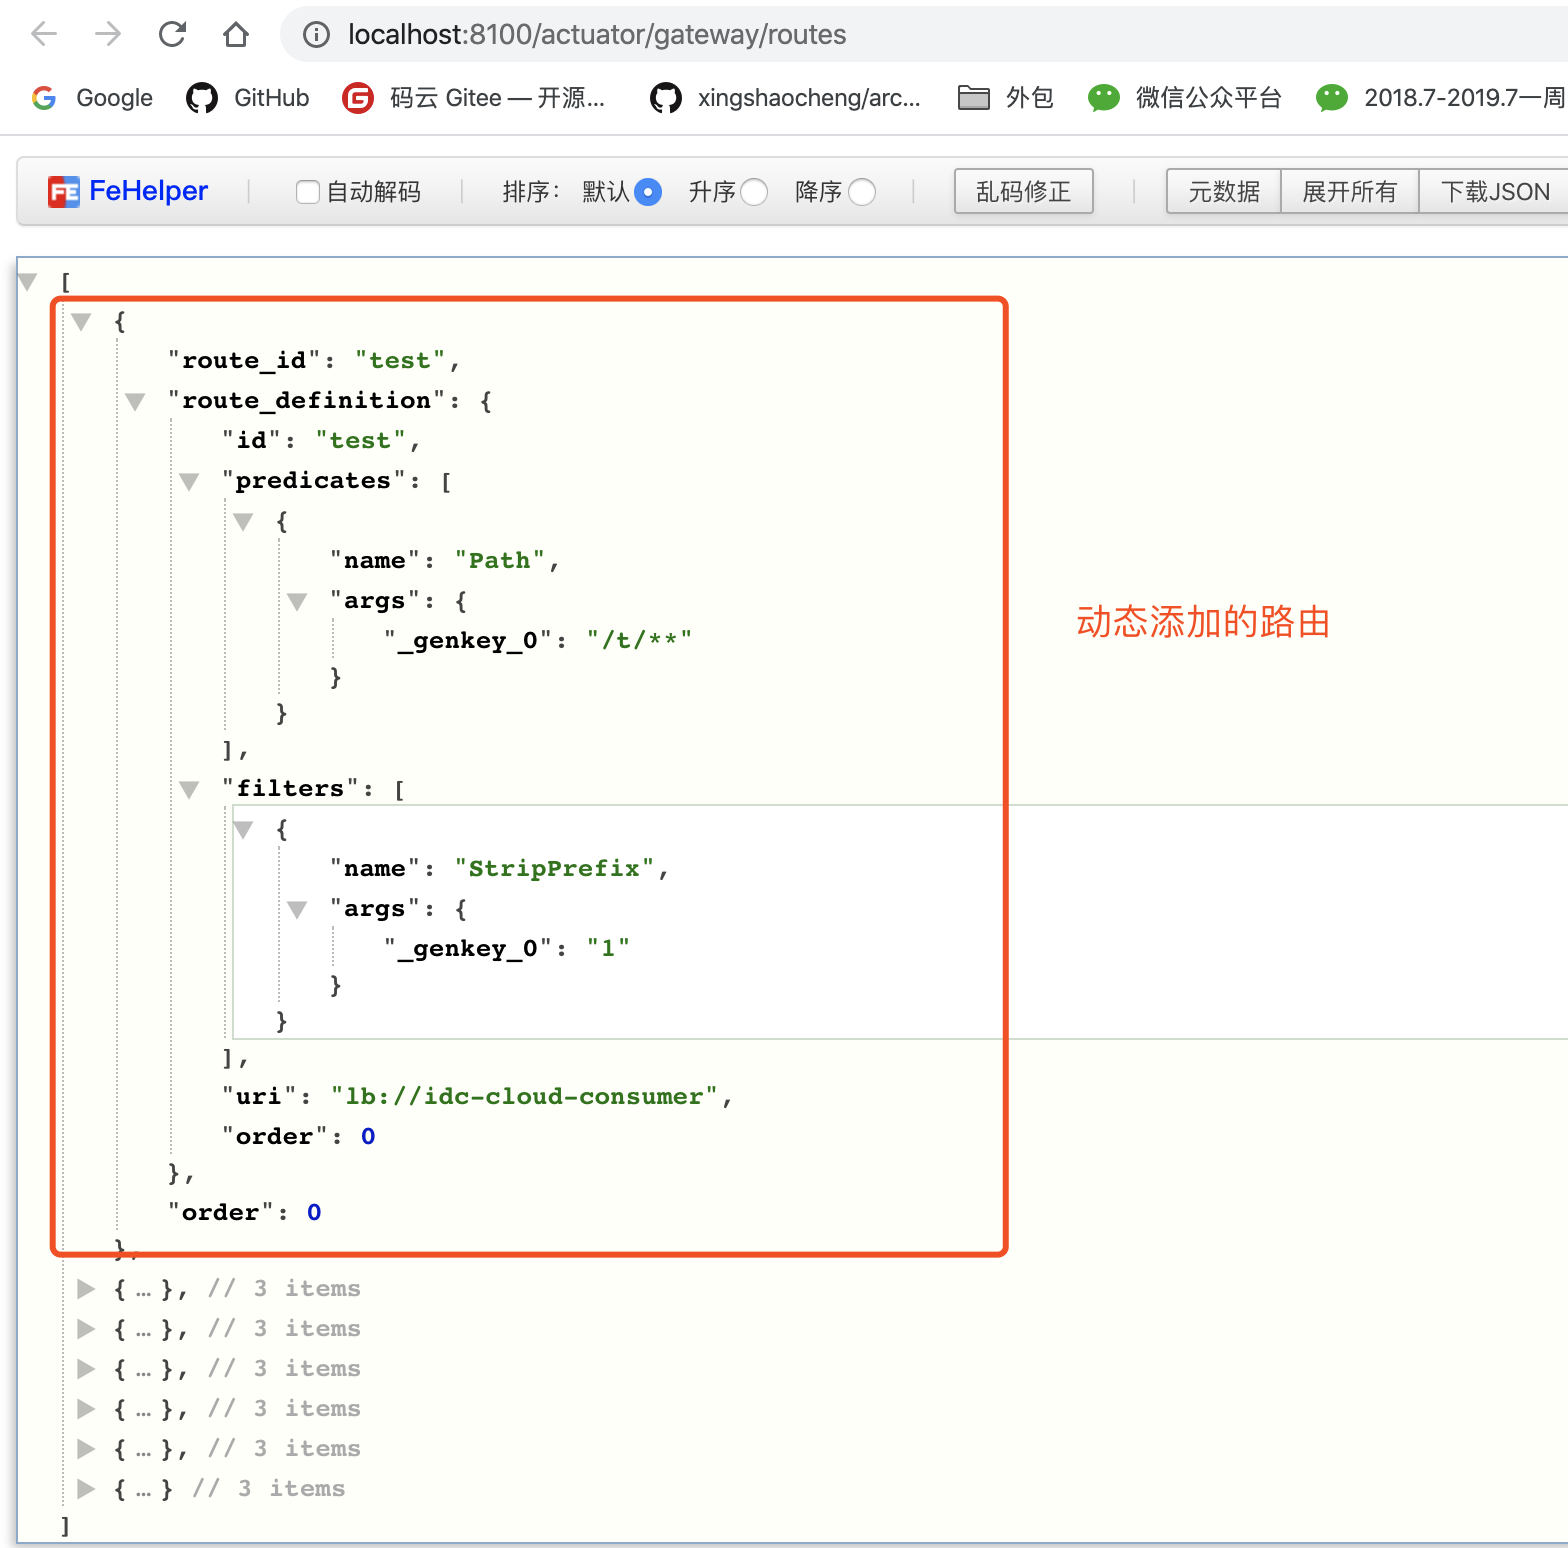 localhost:8100/actuator/gateway/routes
Google GitHub 码云 Gitee — 开源... xingshaocheng/arc... 外包 微信公众平台 2018.7-2019.7一周
FeHelper 自动解码 排序: 默认 升序 降序 乱码修正 元数据 展开所有 下载JSON
[
{
"route_id": "test",
"route_definition": {
"id": "test",
"predicates": [
{
"name": "Path",
"args": {
"_genkey_0": "/t/**"
}
}
],
"filters": [
{
"name": "StripPrefix",
"args": {
"_genkey_0": "1"
}
}
],
"uri": "lb://idc-cloud-consumer",
"order": 0
},
"order": 0
},
{ … }, // 3 items
{ … }, // 3 items
{ … }, // 3 items
{ … }, // 3 items
{ … }, // 3 items
{ … } // 3 items
]
动态添加的路由